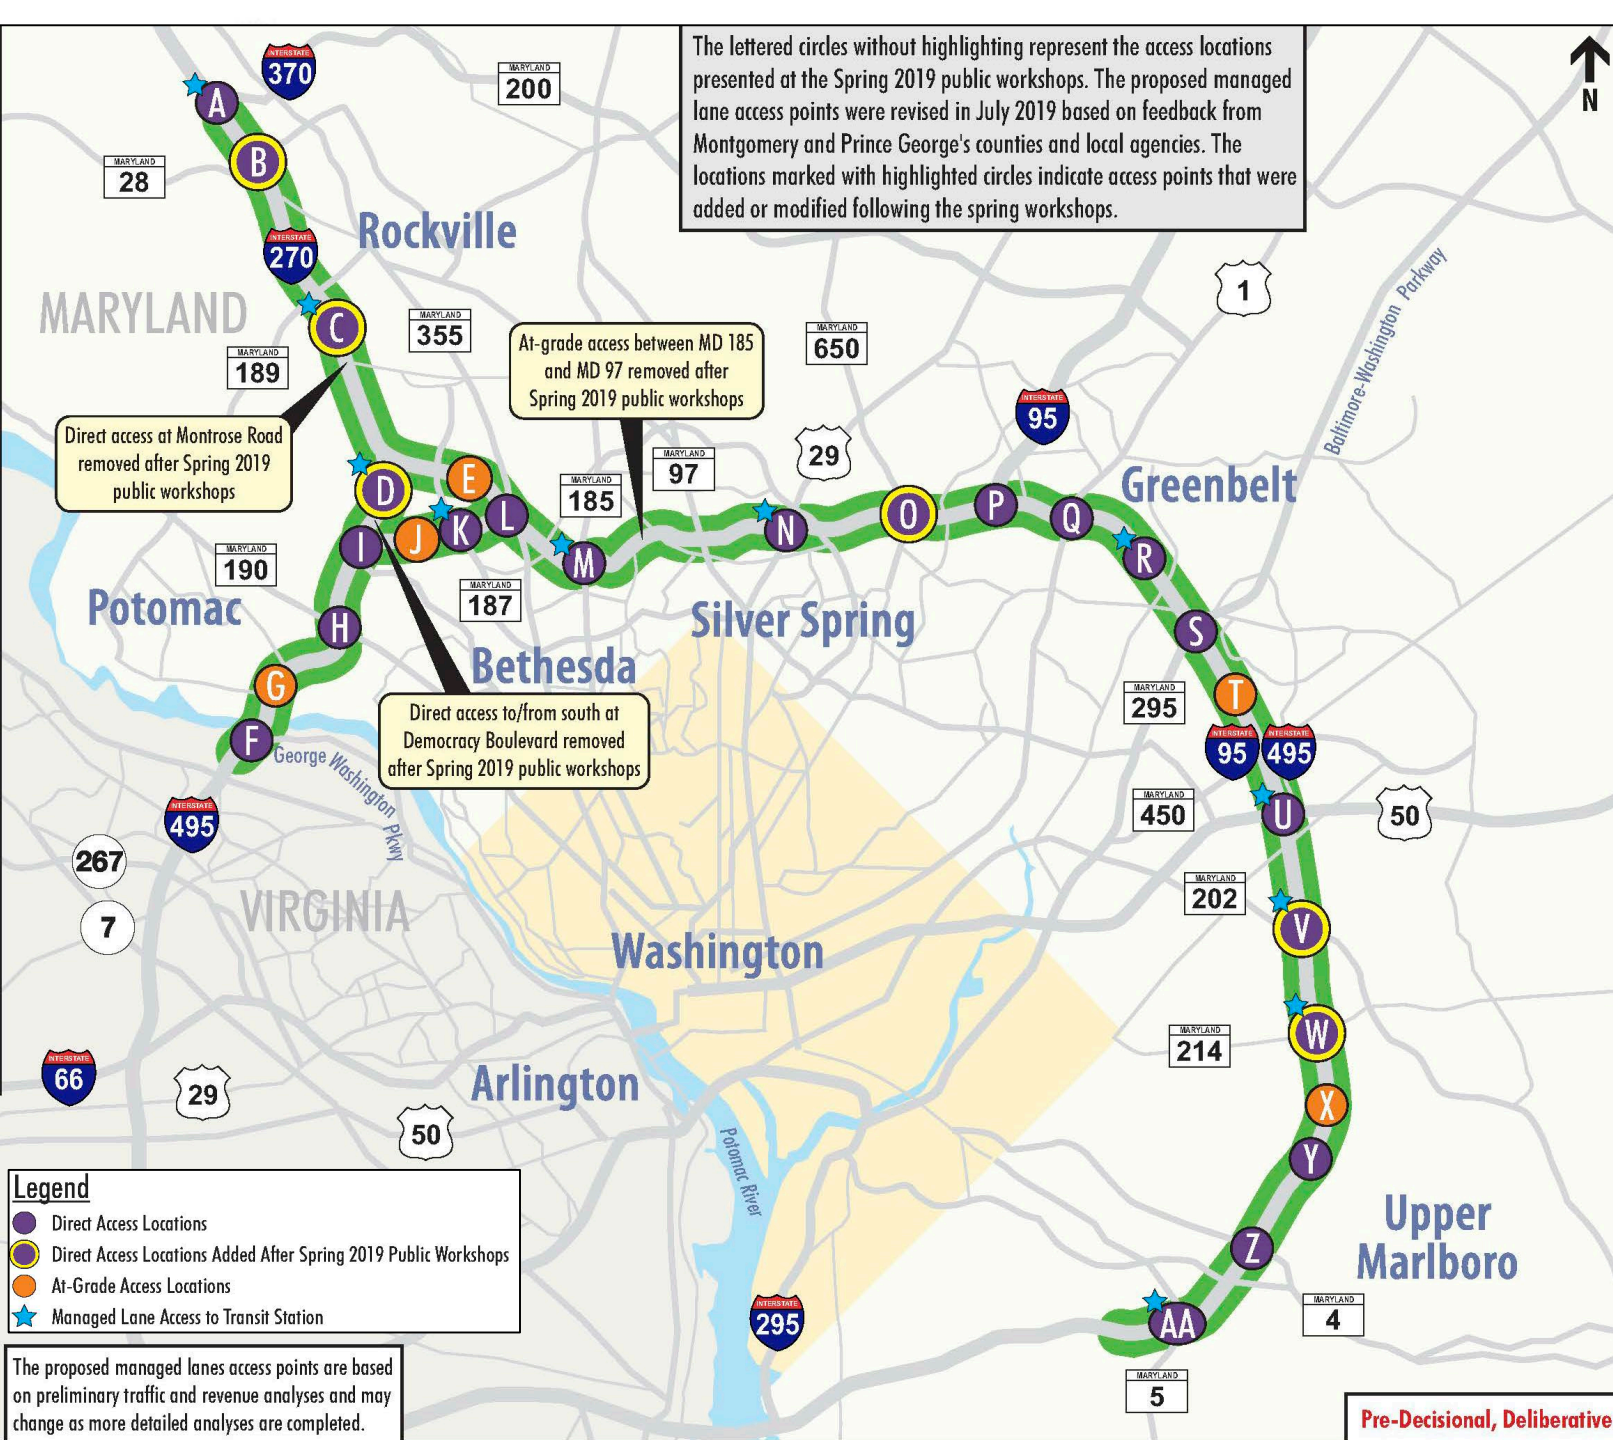 The lettered circles without highlighting represent the access locations
presented at the Spring 2019 public workshops. The proposed managed
lane access points were revised in July 2019 based on feedback from
Montgomery and Prince George's counties and local agencies. The
locations marked with highlighted circles indicate access points that were
added or modified following the spring workshops.
N
INTERSTATE
370
MARYLAND
200
A
B
MARYLAND
28
Rockville
INTERSTATE
270
MARYLAND
C
MARYLAND
355
MARYLAND
189
At-grade access between MD 185
and MD 97 removed after
Spring 2019 public workshops
MARYLAND
650
1
Baltimore-Washington Parkway
INTERSTATE
95
Direct access at Montrose Road
removed after Spring 2019
public workshops
MARYLAND
97
29
MARYLAND
185
Greenbelt
D
E
I
J
K
L
M
N
O
P
Q
R
MARYLAND
190
MARYLAND
187
Potomac
H
Silver Spring
S
Bethesda
G
T
MARYLAND
295
Direct access to/from south at
Democracy Boulevard removed
after Spring 2019 public workshops
F
George Washington Pkwy
INTERSTATE
95
INTERSTATE
495
INTERSTATE
495
MARYLAND
450
U
50
267
7
VIRGINIA
MARYLAND
202
V
Washington
W
MARYLAND
214
INTERSTATE
66
29
Arlington
50
X
Potomac River
Y
Legend
Direct Access Locations
Direct Access Locations Added After Spring 2019 Public Workshops
At-Grade Access Locations
Managed Lane Access to Transit Station
Upper
Marlboro
Z
AA
INTERSTATE
295
MARYLAND
4
MARYLAND
5
The proposed managed lanes access points are based
on preliminary traffic and revenue analyses and may
change as more detailed analyses are completed.
Pre-Decisional, Deliberative